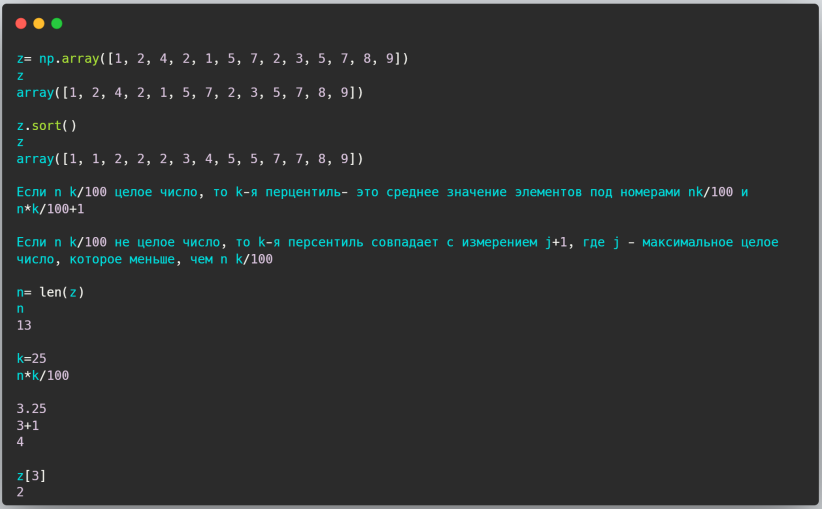 z= np.array([1, 2, 4, 2, 1, 5, 7, 2, 3, 5, 7, 8, 9])
z
array([1, 2, 4, 2, 1, 5, 7, 2, 3, 5, 7, 8, 9])
z.sort()
z
array([1, 1, 2, 2, 2, 3, 4, 5, 5, 7, 7, 8, 9])
Если n k/100 целое число, то k-я перцентиль- это среднее значение элементов под номерами nk/100 и
n*k/100+1
Если n k/100 не целое число, то k-я персентиль совпадает с измерением j+1, где j - максимальное целое
число, которое меньше, чем n k/100
n= len(z)
n
13
k=25
n*k/100
3.25
3+1
4
z[3]
2